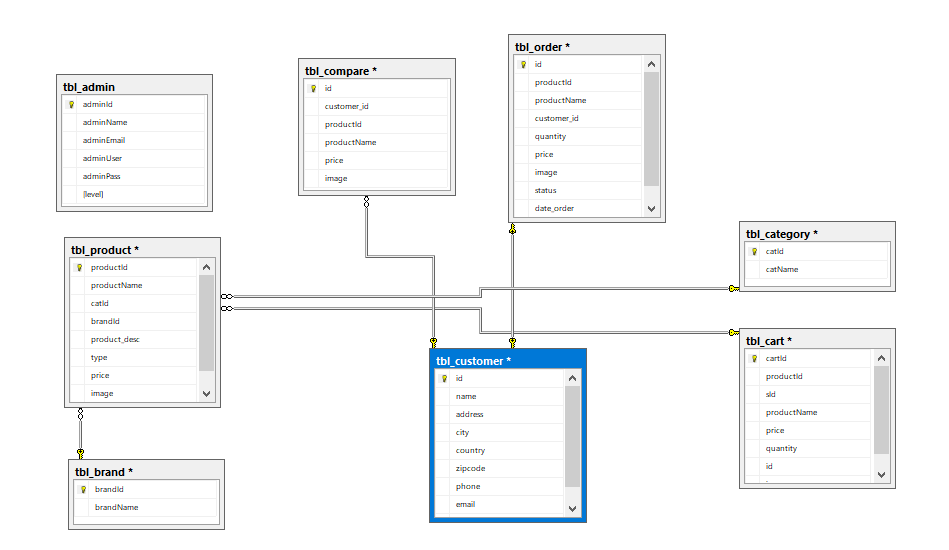 tbl_admin
adminId
adminName
adminEmail
adminUser
adminPass
[level]
tbl_compare *
id
customer_id
productId
productName
price
image
tbl_order *
id
productId
productName
customer_id
quantity
price
image
status
date_order
tbl_product *
productId
productName
catId
brandId
product_desc
type
price
image
tbl_category *
catId
catName
tbl_customer *
id
name
address
city
country
zipcode
phone
email
tbl_cart *
cartId
productId
sId
productName
price
quantity
id
tbl_brand *
brandId
brandName